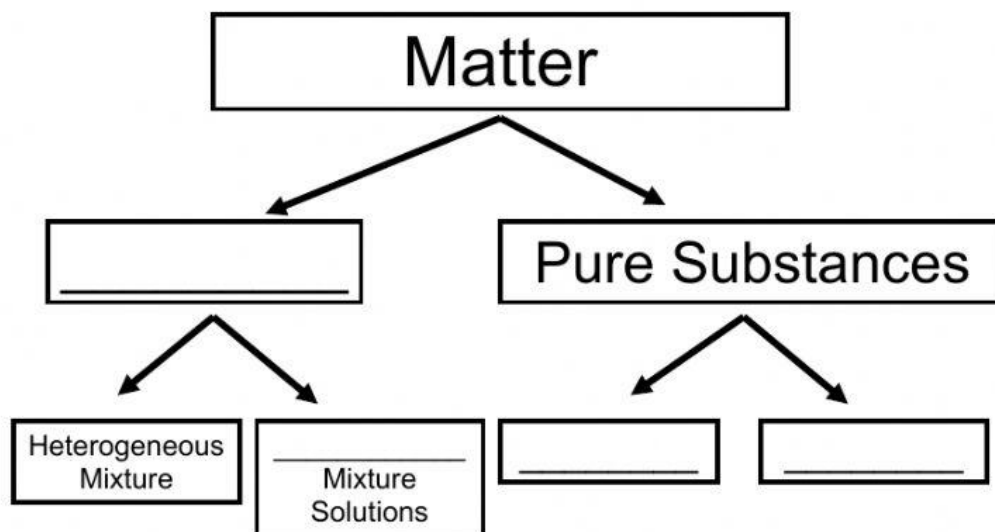 Matter
Pure Substances
Heterogeneous
Mixture
Mixture
Solutions